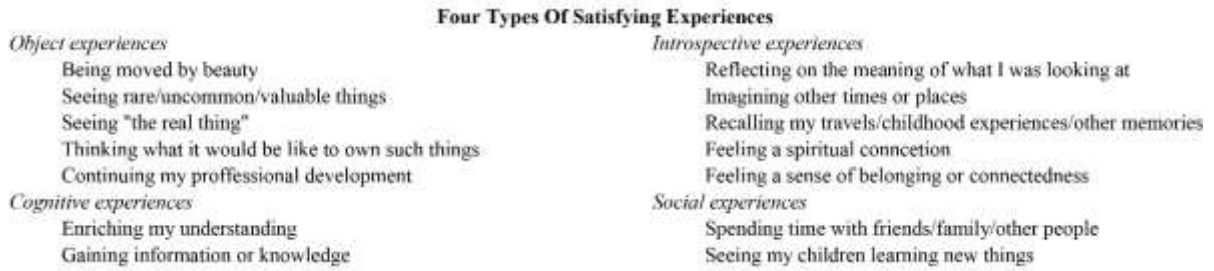 Four Types Of Satisfying Experiences
Object experiences
Being moved by beauty
Seeing rare/uncommon/valuable things
Seeing "the real thing"
Thinking what it would be like to own such things
Continuing my proffessional development
Cognitive experiences
Enriching my understanding
Gaining information or knowledge
Introspective experiences
Reflecting on the meaning of what I was looking at
Imagining other times or places
Recalling my travels/childhood experiences/other memories
Feeling a spiritual conncetion
Feeling a sense of belonging or connectedness
Social experiences
Spending time with friends/family/other people
Seeing my children learning new things